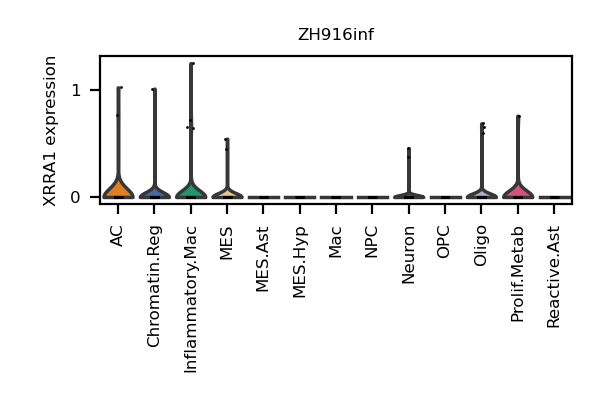 ZH916inf
XRRA1 expression
1
0
AC
Chromatin.Reg
Inflammatory.Mac
MES
MES.Ast
MES.Hyp
Mac
NPC
Neuron
OPC
Oligo
Prolif.Metab
Reactive.Ast